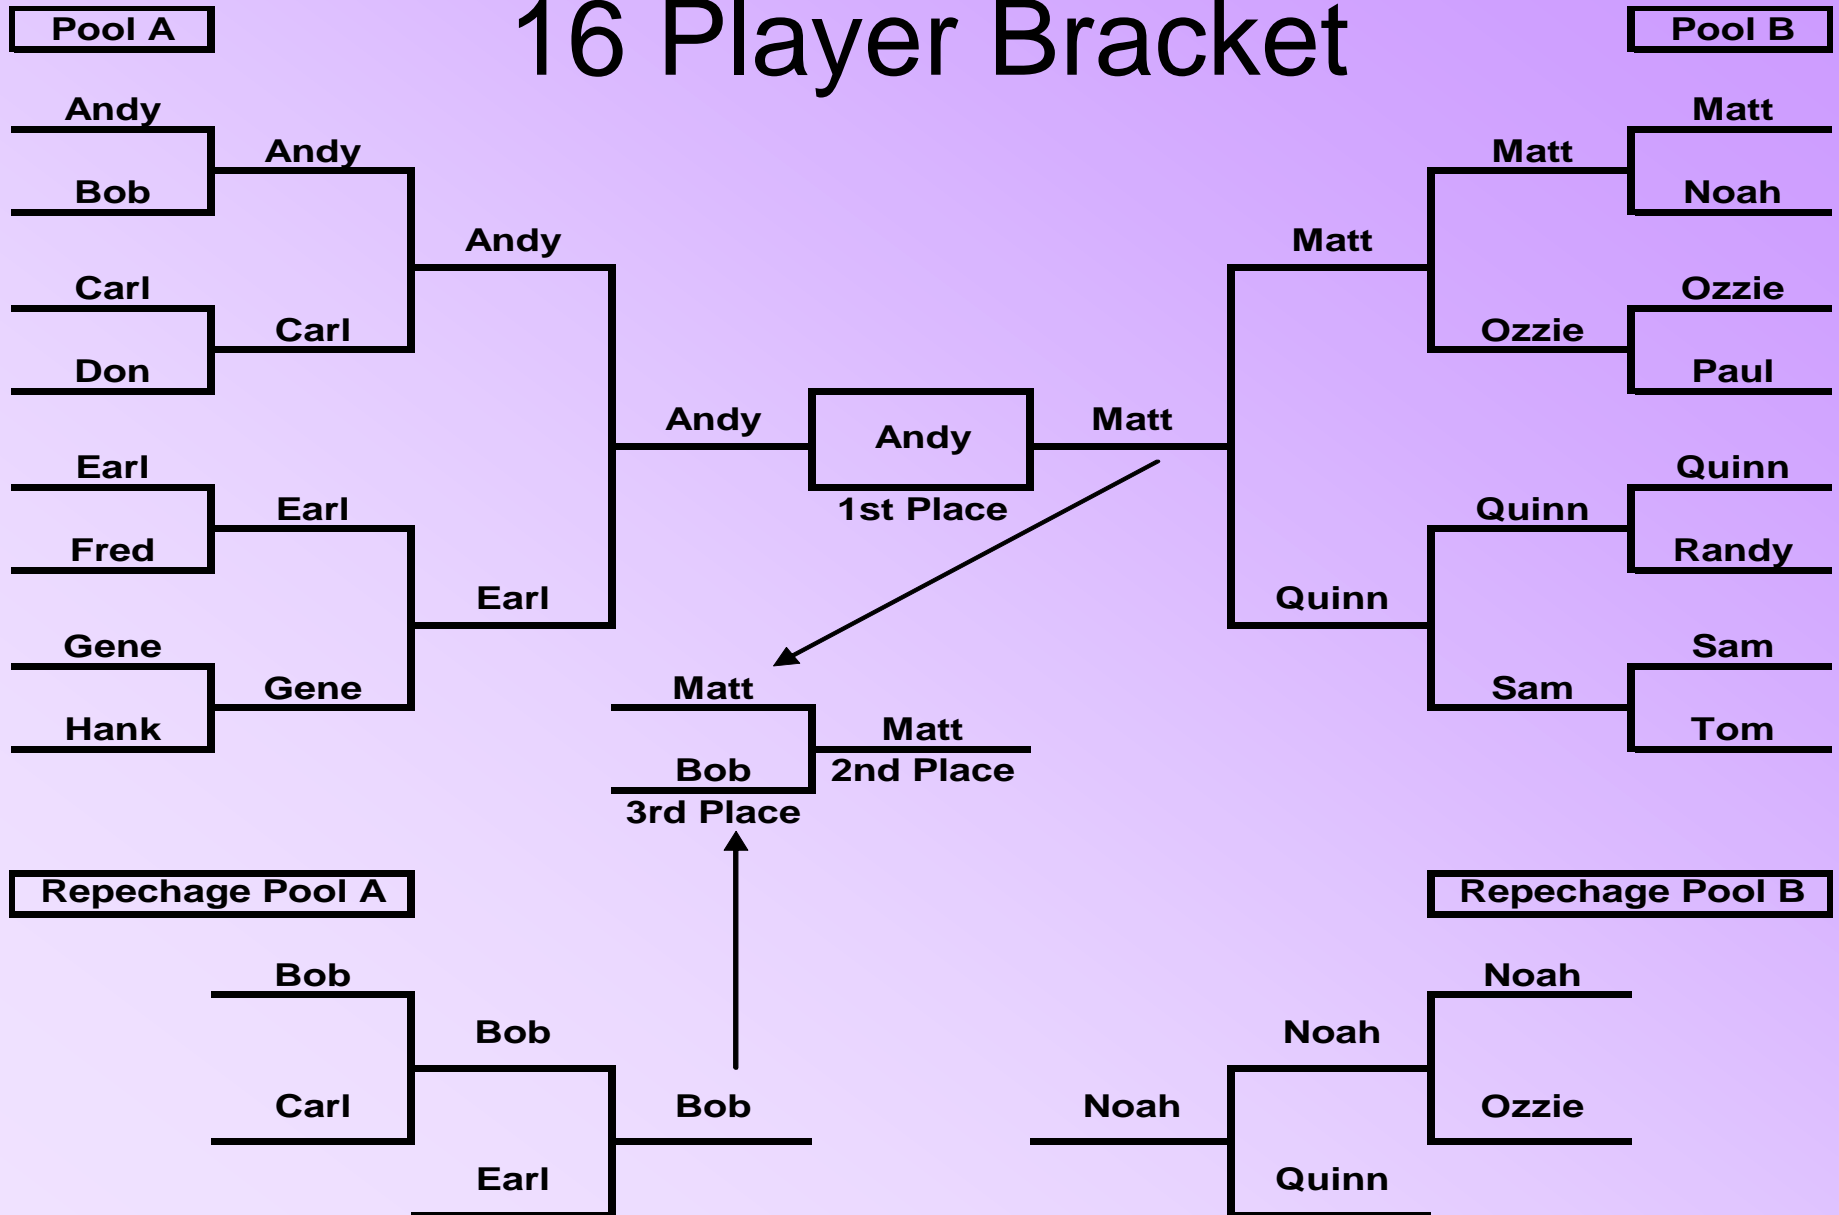 16 Player Bracket
Pool A
Pool B
Andy
Bob
Carl
Don
Earl
Fred
Gene
Hank
Andy
Carl
Earl
Gene
Andy
Earl
Andy
Andy
1st Place
Matt
Matt
Quinn
Matt
Ozzie
Quinn
Sam
Matt
Noah
Ozzie
Paul
Quinn
Randy
Sam
Tom
Matt
Bob
3rd Place
Matt
2nd Place
Repechage Pool A
Bob
Carl
Bob
Earl
Bob
Repechage Pool B
Noah
Noah
Quinn
Noah
Ozzie